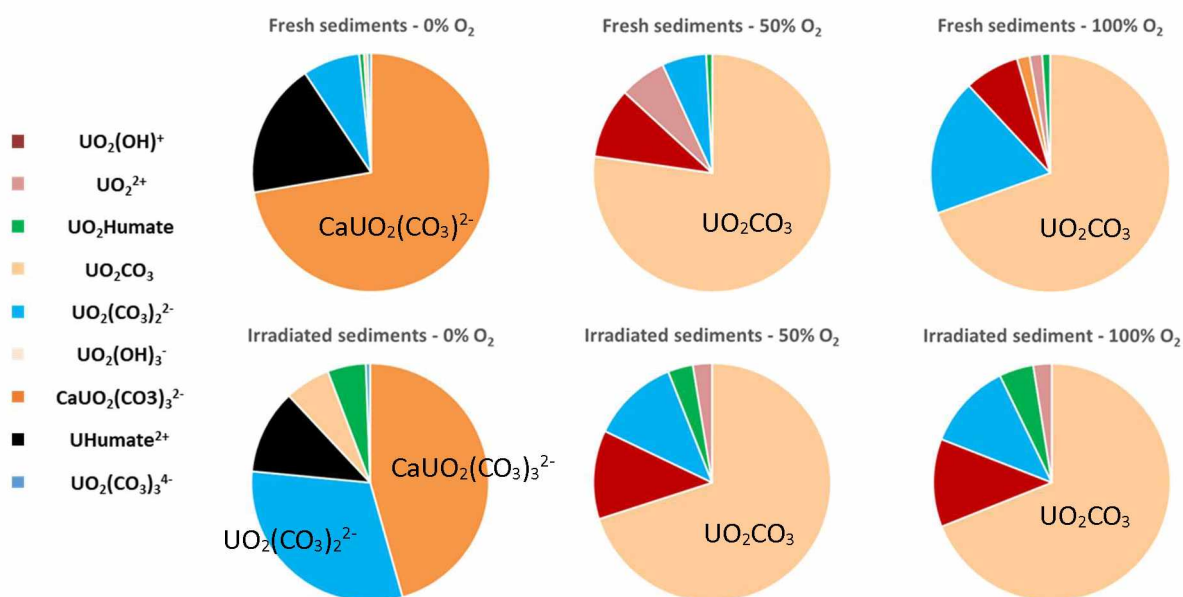 Fresh sediments - 0% O₂
Fresh sediments - 50% O₂
Fresh sediments - 100% O₂
UO₂(OH)⁺
UO₂²⁺
UO₂Humate
UO₂CO₃
UO₂(CO₃)₂²⁻
UO₂(OH)₃⁻
CaUO₂(CO3)₃²⁻
UHumate²⁺
UO₂(CO₃)₃⁴⁻
CaUO₂(CO₃)²⁻
UO₂CO₃
UO₂CO₃
Irradiated sediments - 0% O₂
Irradiated sediments - 50% O₂
Irradiated sediment - 100% O₂
CaUO₂(CO₃)₃²⁻
UO₂(CO₃)₂²⁻
UO₂CO₃
UO₂CO₃